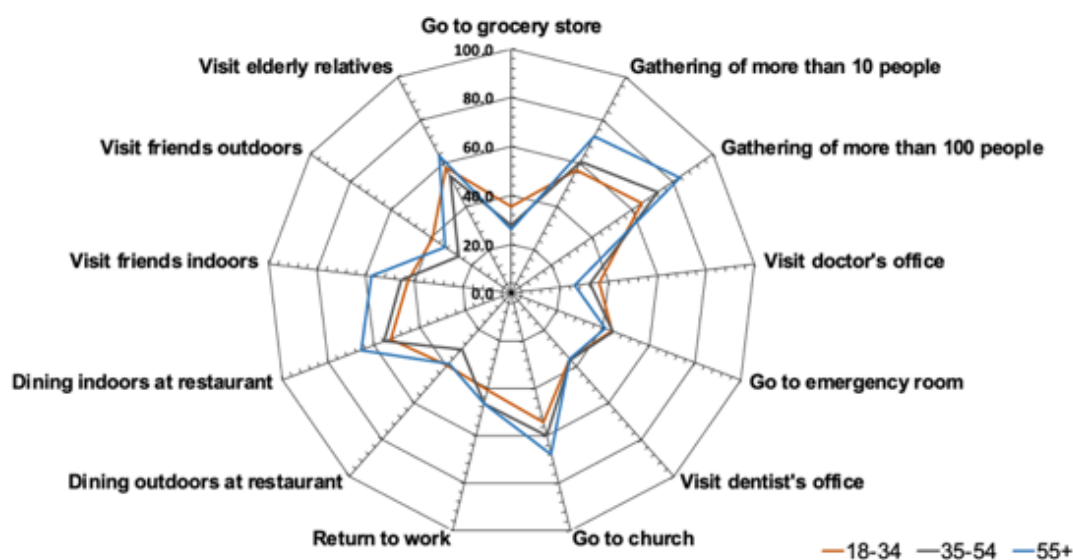 Go to grocery store
100.0
80.0
60.0
40.0
20.0
0.0
Gathering of more than 10 people
Gathering of more than 100 people
Visit doctor's office
Go to emergency room
Visit dentist's office
Go to church
Return to work
Dining outdoors at restaurant
Dining indoors at restaurant
Visit friends indoors
Visit friends outdoors
Visit elderly relatives
18-34 35-54 55+